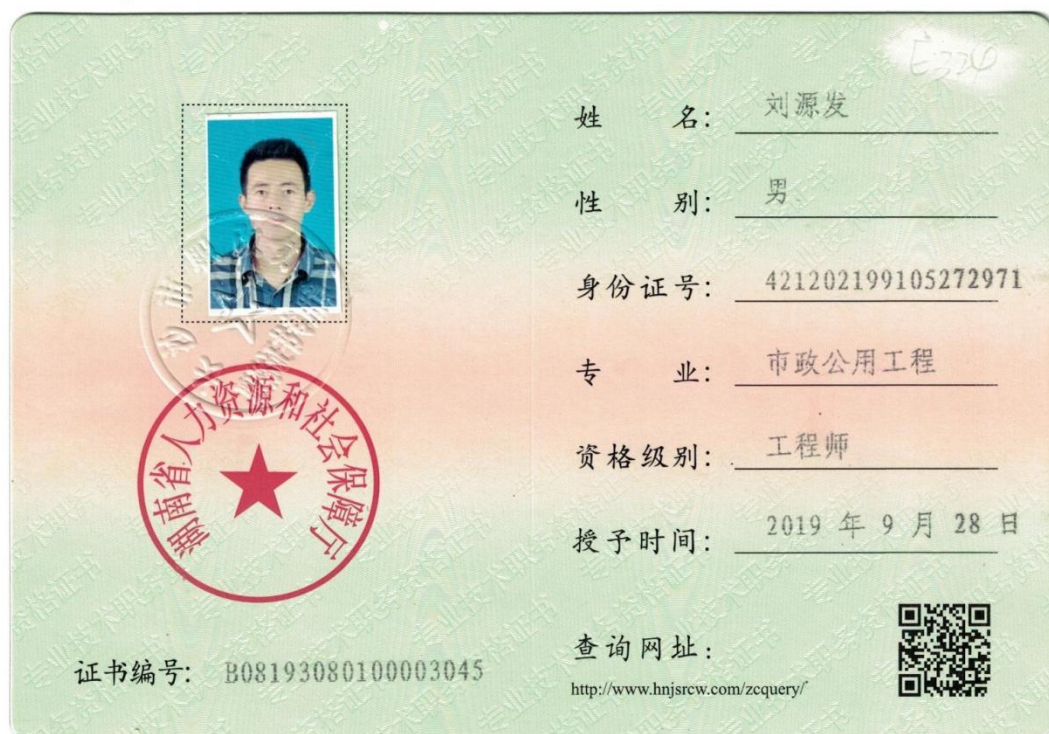 姓 名: 刘源发
性 别: 男
身份证号: 421202199105272971
专 业: 市政公用工程
资格级别: 工程师
授予时间: 2019 年 9 月 28 日
湖南省人力资源和社会保障厅
证书编号: B08193080100003045
查询网址:
http://www.hnjsrcw.com/zcquery/